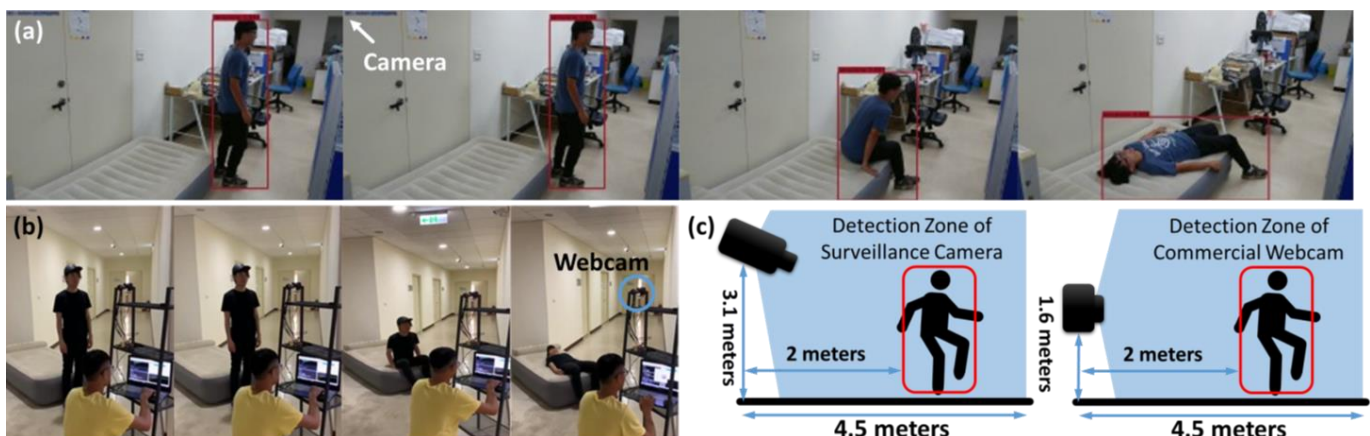 (a)
Camera
(b)
Webcam
(c)
Detection Zone of
Surveillance Camera
3.1 meters
2 meters
4.5 meters
Detection Zone of
Commercial Webcam
1.6 meters
2 meters
4.5 meters